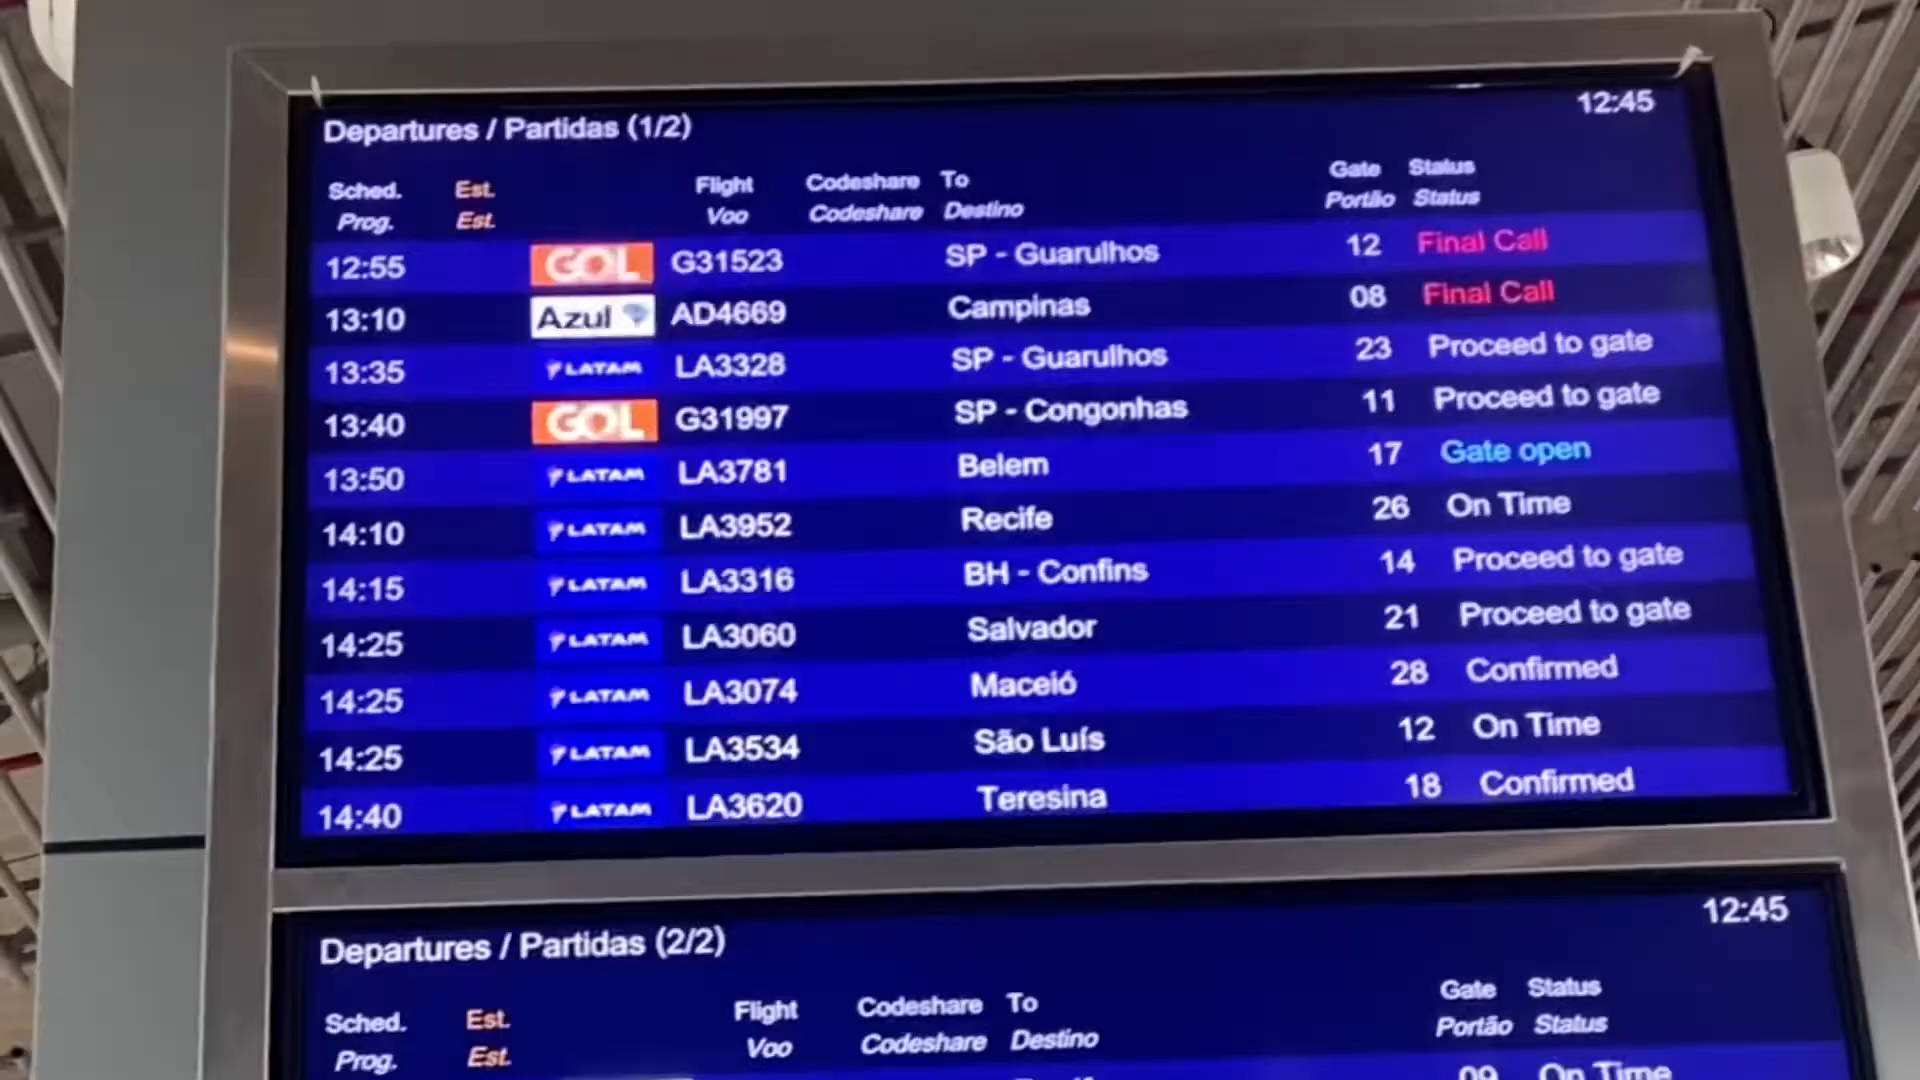 Departures / Partidas (1/2) 12:45
Sched. Est. Flight Codeshare To Gate Status
Prog. Est. Voo Codeshare Destino Portão Status
12:55 GOL G31523 SP - Guarulhos 12 Final Call
13:10 Azul AD4669 Campinas 08 Final Call
13:35 LATAM LA3328 SP - Guarulhos 23 Proceed to gate
13:40 GOL G31997 SP - Congonhas 11 Proceed to gate
13:50 LATAM LA3781 Belem 17 Gate open
14:10 LATAM LA3952 Recife 26 On Time
14:15 LATAM LA3316 BH - Confins 14 Proceed to gate
14:25 LATAM LA3060 Salvador 21 Proceed to gate
14:25 LATAM LA3074 Maceió 28 Confirmed
14:25 LATAM LA3534 São Luís 12 On Time
14:40 LATAM LA3620 Teresina 18 Confirmed
Departures / Partidas (2/2) 12:45
Sched. Est. Flight Codeshare To Gate Status
Prog. Est. Voo Codeshare Destino Portão Status
09 On Time